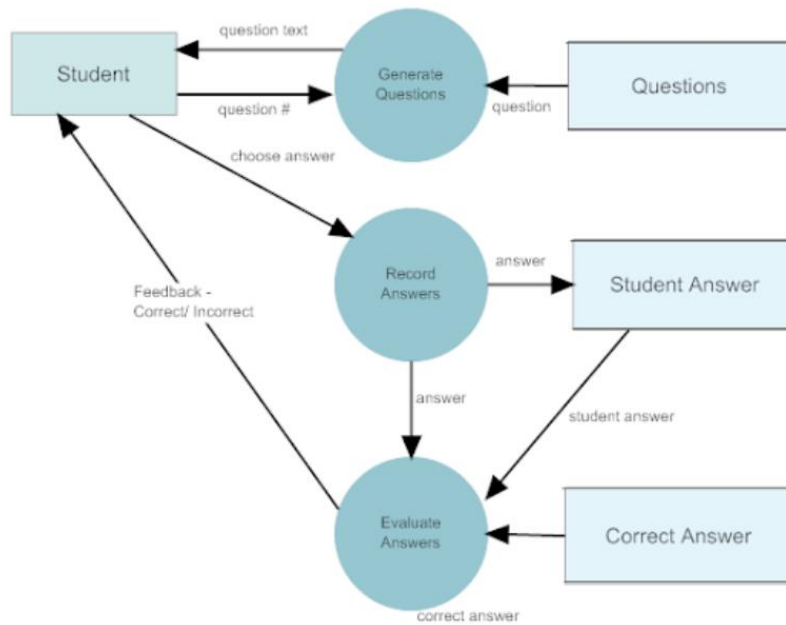 question text
Student
Generate
Questions
Questions
question #
question
choose answer
Record
Answers
answer
Student Answer
Feedback -
Correct/ Incorrect
answer
student answer
Evaluate
Answers
Correct Answer
correct answer